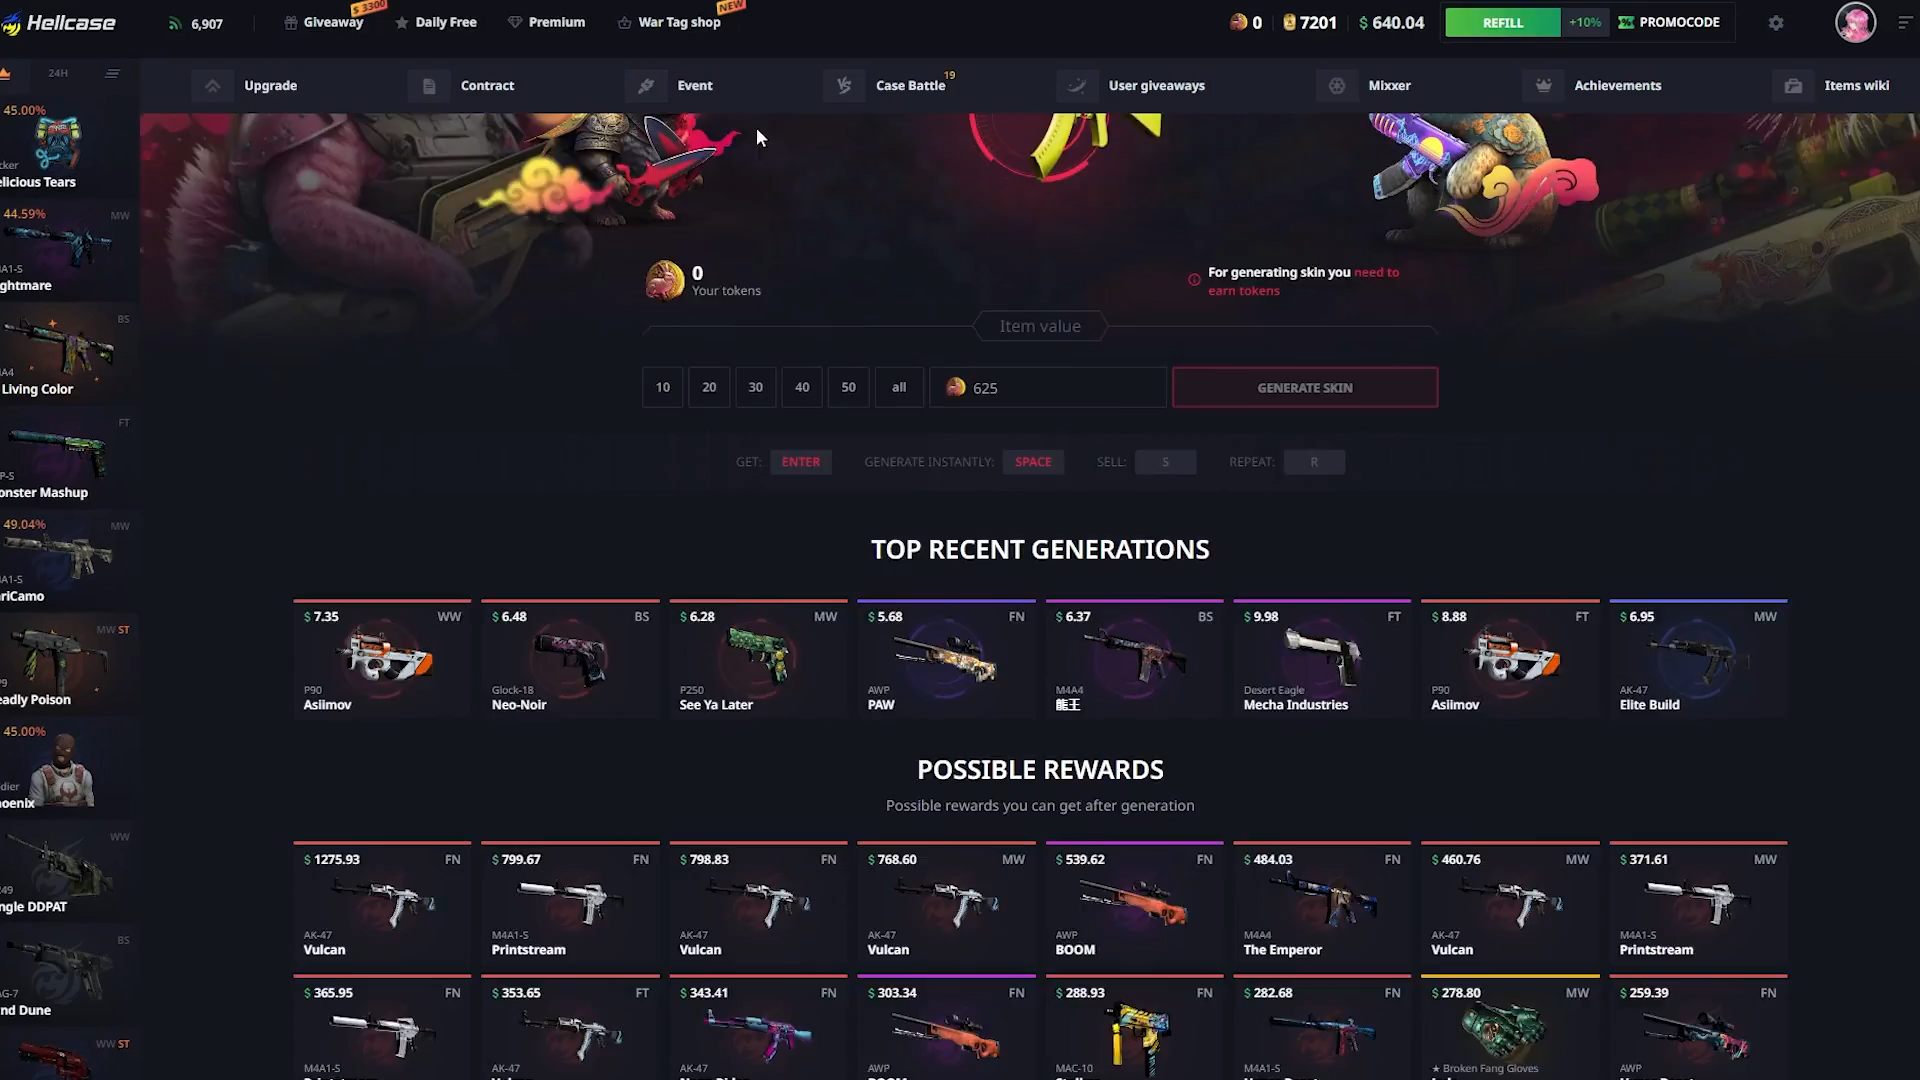 Hellcase
6,907
Giveaway
$ 3300
Daily Free
Premium
War Tag shop
NEW
0
7201
$ 640.04
REFILL
+10%
PROMOCODE
24H
Upgrade
Contract
Event
Case Battle
19
User giveaways
Mixxer
Achievements
Items wiki
45.00%
cker
elicious Tears
44.59%
MW
A1-S
ghtmare
BS
A4
Living Color
FT
P-S
onster Mashup
49.04%
MW
A1-S
ariCamo
MW ST
P9
eadly Poison
45.00%
dier
hoenix
WW
249
ngle DDPAT
BS
AG-7
nd Dune
WW ST
0
Your tokens
For generating skin you need to
earn tokens
Item value
10
20
30
40
50
all
625
GENERATE SKIN
GET:
ENTER
GENERATE INSTANTLY:
SPACE
SELL:
S
REPEAT:
R
TOP RECENT GENERATIONS
$ 7.35
WW
P90
Asiimov
$ 6.48
BS
Glock-18
Neo-Noir
$ 6.28
MW
P250
See Ya Later
$ 5.68
FN
AWP
PAW
$ 6.37
BS
M4A4
龍王
$ 9.98
FT
Desert Eagle
Mecha Industries
$ 8.88
FT
P90
Asiimov
$ 6.95
MW
AK-47
Elite Build
POSSIBLE REWARDS
Possible rewards you can get after generation
$ 1275.93
FN
AK-47
Vulcan
$ 799.67
FN
M4A1-S
Printstream
$ 798.83
FN
AK-47
Vulcan
$ 768.60
MW
AK-47
Vulcan
$ 539.62
FN
AWP
BOOM
$ 484.03
FN
M4A4
The Emperor
$ 460.76
MW
AK-47
Vulcan
$ 371.61
MW
M4A1-S
Printstream
$ 365.95
FN
M4A1-S
$ 353.65
FT
AK-47
$ 343.41
FN
AK-47
$ 303.34
FN
AWP
$ 288.93
FN
MAC-10
$ 282.68
FN
M4A1-S
$ 278.80
MW
★ Broken Fang Gloves
$ 259.39
FN
AWP